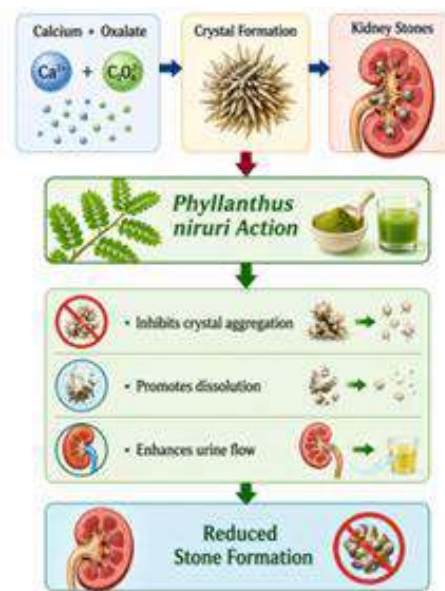 Calcium + Oxalate
Crystal Formation
Kidney Stones
Ca²⁺ + C₂O₄²⁻
Phyllanthus
niruri Action
• Inhibits crystal aggregation
• Promotes dissolution
• Enhances urine flow
Reduced
Stone Formation